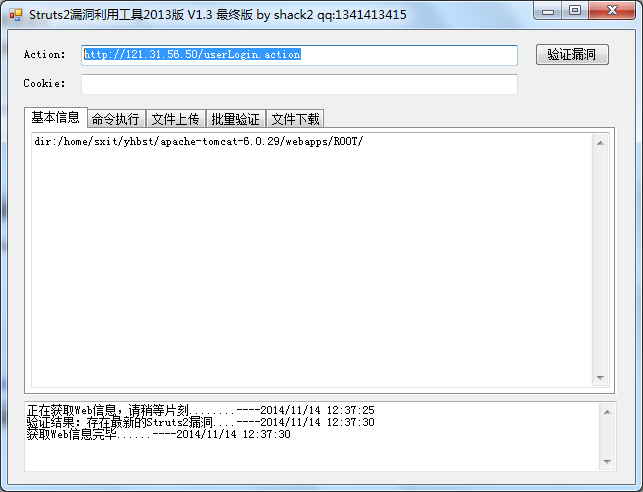 Struts2漏洞利用工具2013版 V1.3 最终版 by shack2 qq:1341413415
Action: http://121.31.56.50/userLogin.action 验证漏洞
Cookie:
基本信息 命令执行 文件上传 批量验证 文件下载
dir:/home/sxit/yhbst/apache-tomcat-6.0.29/webapps/ROOT/
正在获取Web信息，请稍等片刻........----2014/11/14 12:37:25
验证结果：存在最新的Struts2漏洞....----2014/11/14 12:37:30
获取Web信息完毕......----2014/11/14 12:37:30